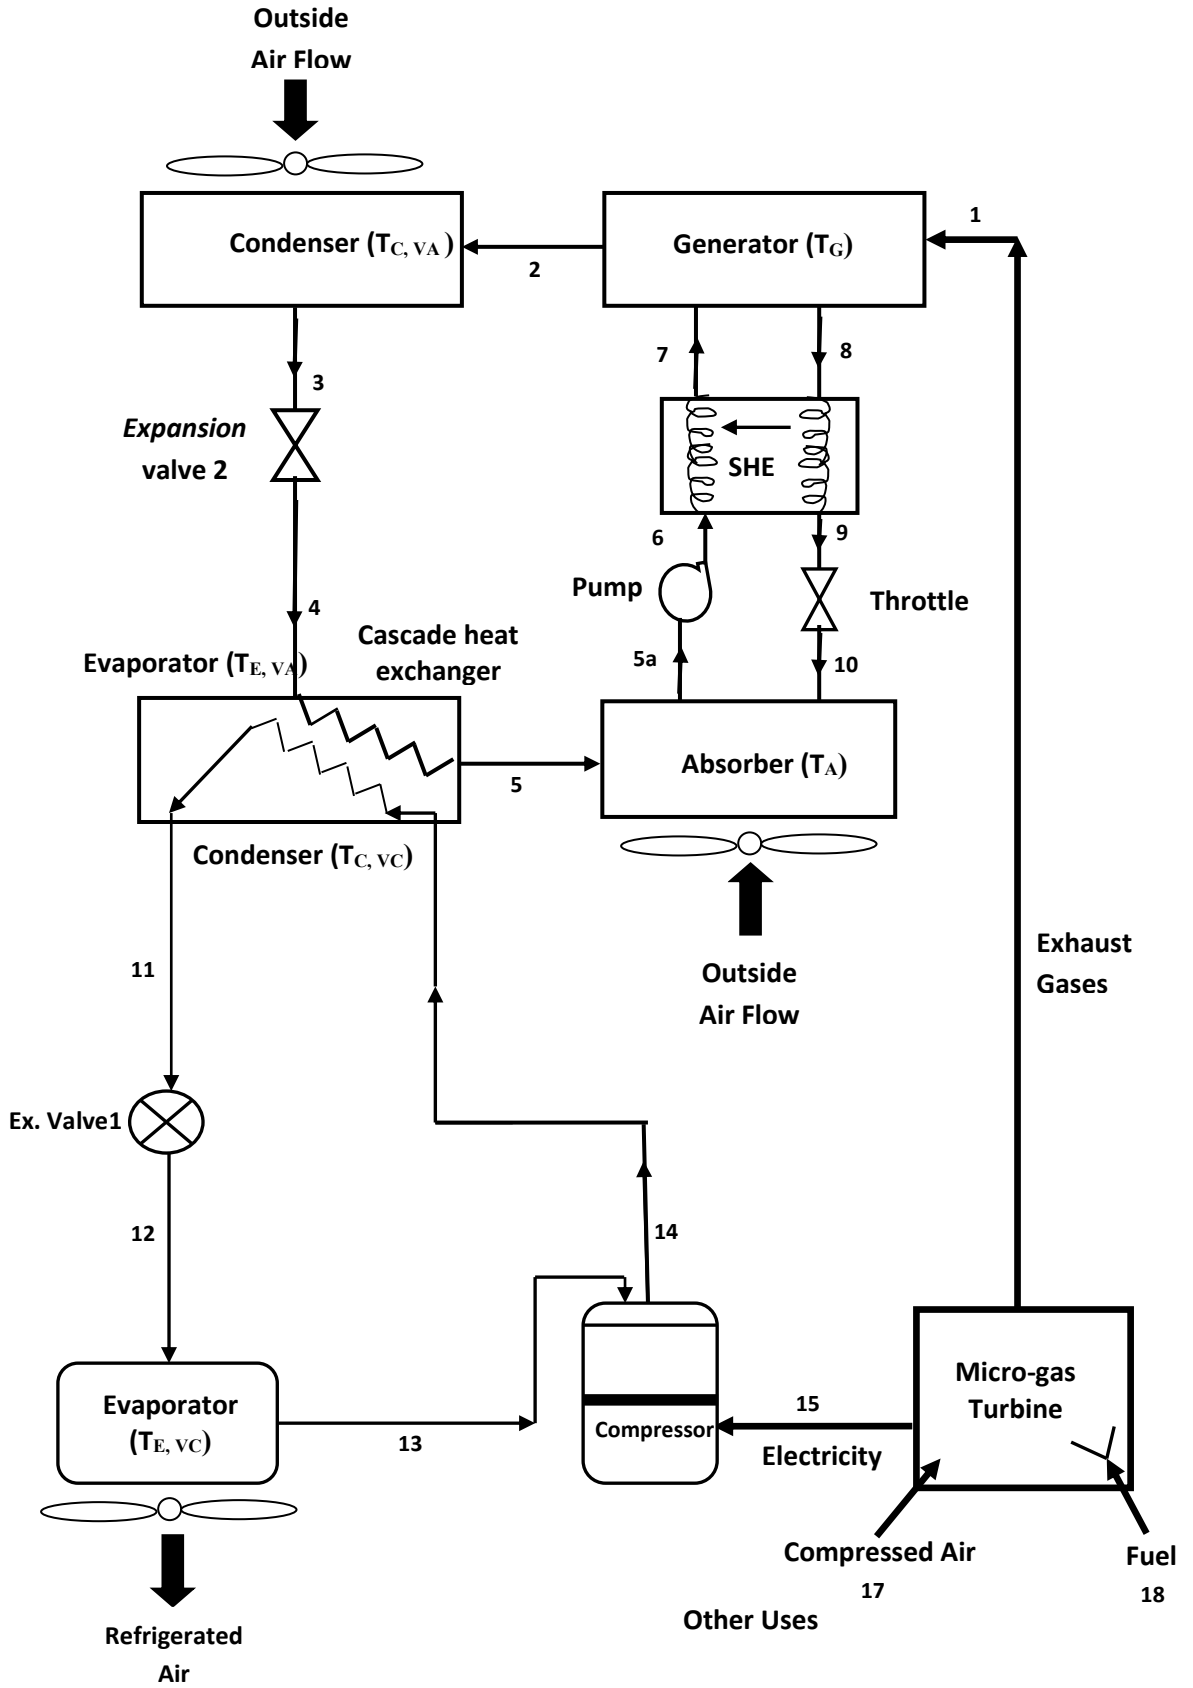 Outside
Air Flow
Condenser (TC, VA )
Generator (TG)
1
2
3
7
8
Expansion
valve 2
SHE
6
9
Pump
Throttle
4
Cascade heat
exchanger
Evaporator (TE, VA)
5a
10
Absorber (TA)
5
Condenser (TC, VC)
Outside
Air Flow
Exhaust
Gases
11
Ex. Valve1
12
14
Evaporator
(TE, VC)
13
Compressor
15
Electricity
Micro-gas
Turbine
Compressed Air
17
Fuel
18
Other Uses
Refrigerated
Air